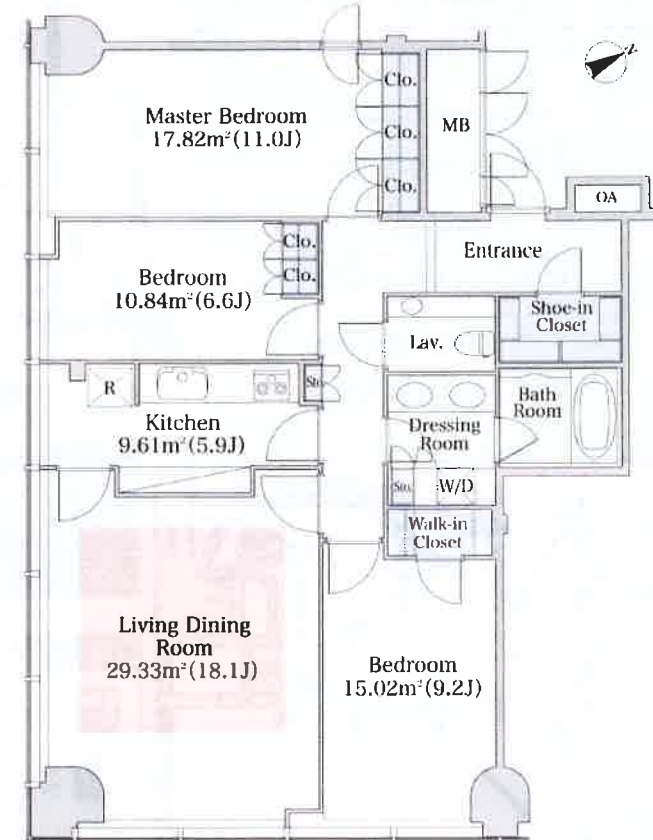 Master Bedroom
17.82m²(11.0J)
Clo.
Clo.
Clo.
MB
OA
Entrance
Bedroom
10.84m²(6.6J)
Clo.
Clo.
Shoe-in
Closet
Lav.
R
Sto.
Kitchen
9.61m²(5.9J)
Dressing
Room
Bath
Room
Sto.
W/D
Walk-in
Closet
Living Dining
Room
29.33m²(18.1J)
Bedroom
15.02m²(9.2J)